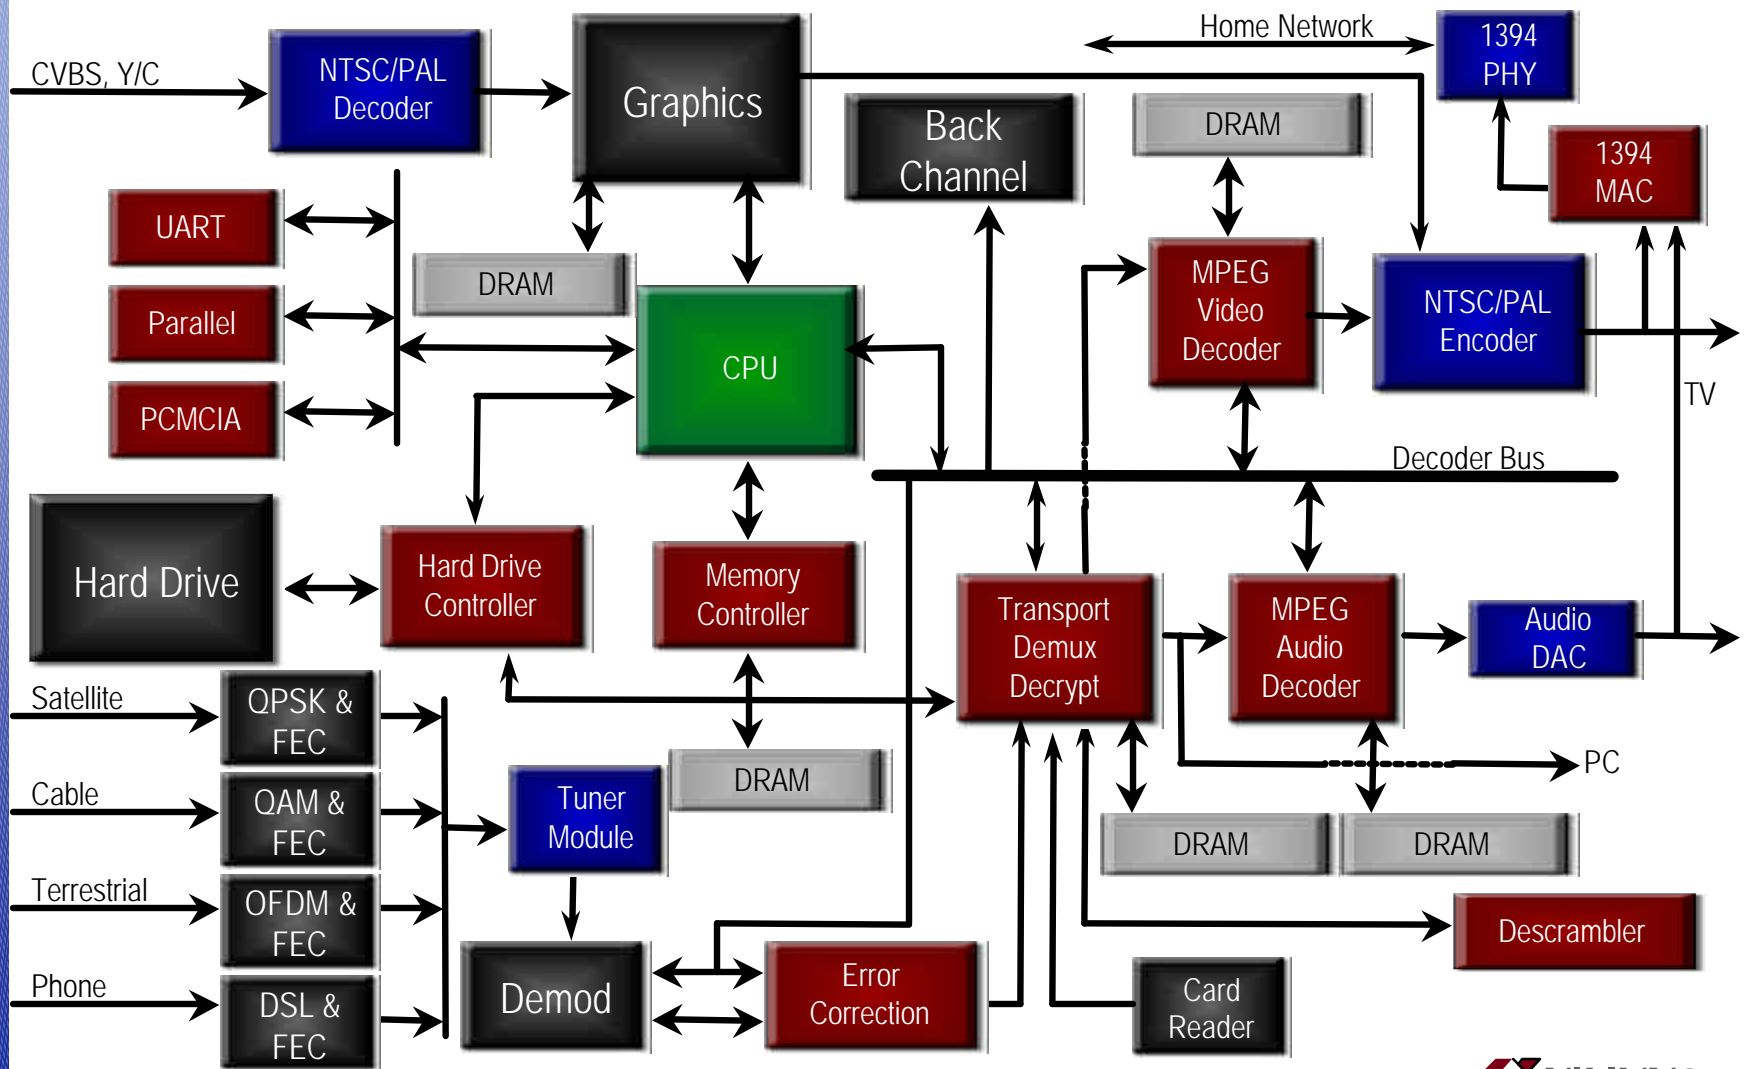 Home Network
1394
PHY
CVBS, Y/C
NTSC/PAL
Decoder
Graphics
Back
Channel
DRAM
1394
MAC
UART
DRAM
MPEG
Video
Decoder
NTSC/PAL
Encoder
Parallel
CPU
TV
PCMCIA
Decoder Bus
Hard Drive
Hard Drive
Controller
Memory
Controller
Transport
Demux
Decrypt
MPEG
Audio
Decoder
Audio
DAC
Satellite
QPSK &
FEC
PC
Cable
QAM &
FEC
Tuner
Module
DRAM
DRAM
DRAM
Terrestrial
OFDM &
FEC
Descrambler
Phone
DSL &
FEC
Demod
Error
Correction
Card
Reader